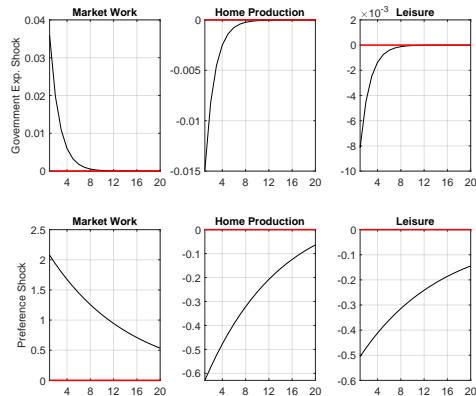 Market Work
Home Production
Leisure
×10⁻³
Government Exp. Shock
0.04
0.03
0.02
0.01
0
4 8 12 16 20
0
-0.005
-0.01
-0.015
4 8 12 16 20
2
0
-2
-4
-6
-8
-10
4 8 12 16 20
Market Work
Home Production
Leisure
Preference Shock
2.5
2
1.5
1
0.5
0
4 8 12 16 20
0
-0.1
-0.2
-0.3
-0.4
-0.5
-0.6
4 8 12 16 20
0
-0.1
-0.2
-0.3
-0.4
-0.5
-0.6
4 8 12 16 20